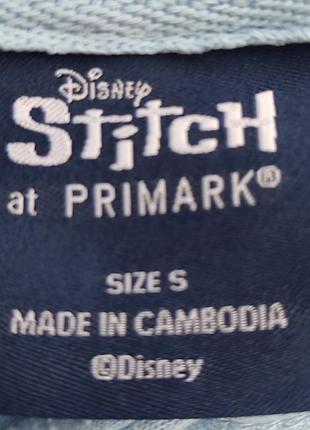 Disney
Stitch
at PRIMARK®
SIZE S
MADE IN CAMBODIA
©Disney